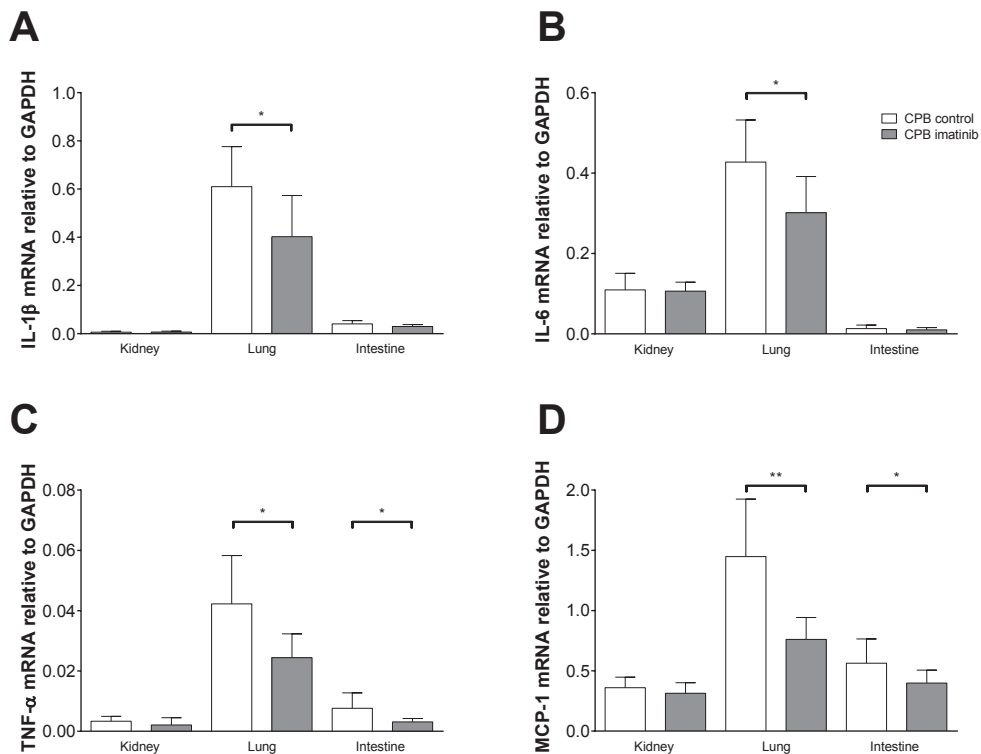 A
IL-1β mRNA relative to GAPDH
1.0
0.8
0.6
0.4
0.2
0.0
*
Kidney Lung Intestine
B
IL-6 mRNA relative to GAPDH
0.6
0.4
0.2
0.0
*
CPB control
CPB imatinib
Kidney Lung Intestine
C
TNF-α mRNA relative to GAPDH
0.08
0.06
0.04
0.02
0.00
* *
Kidney Lung Intestine
D
MCP-1 mRNA relative to GAPDH
2.0
1.5
1.0
0.5
0.0
** *
Kidney Lung Intestine